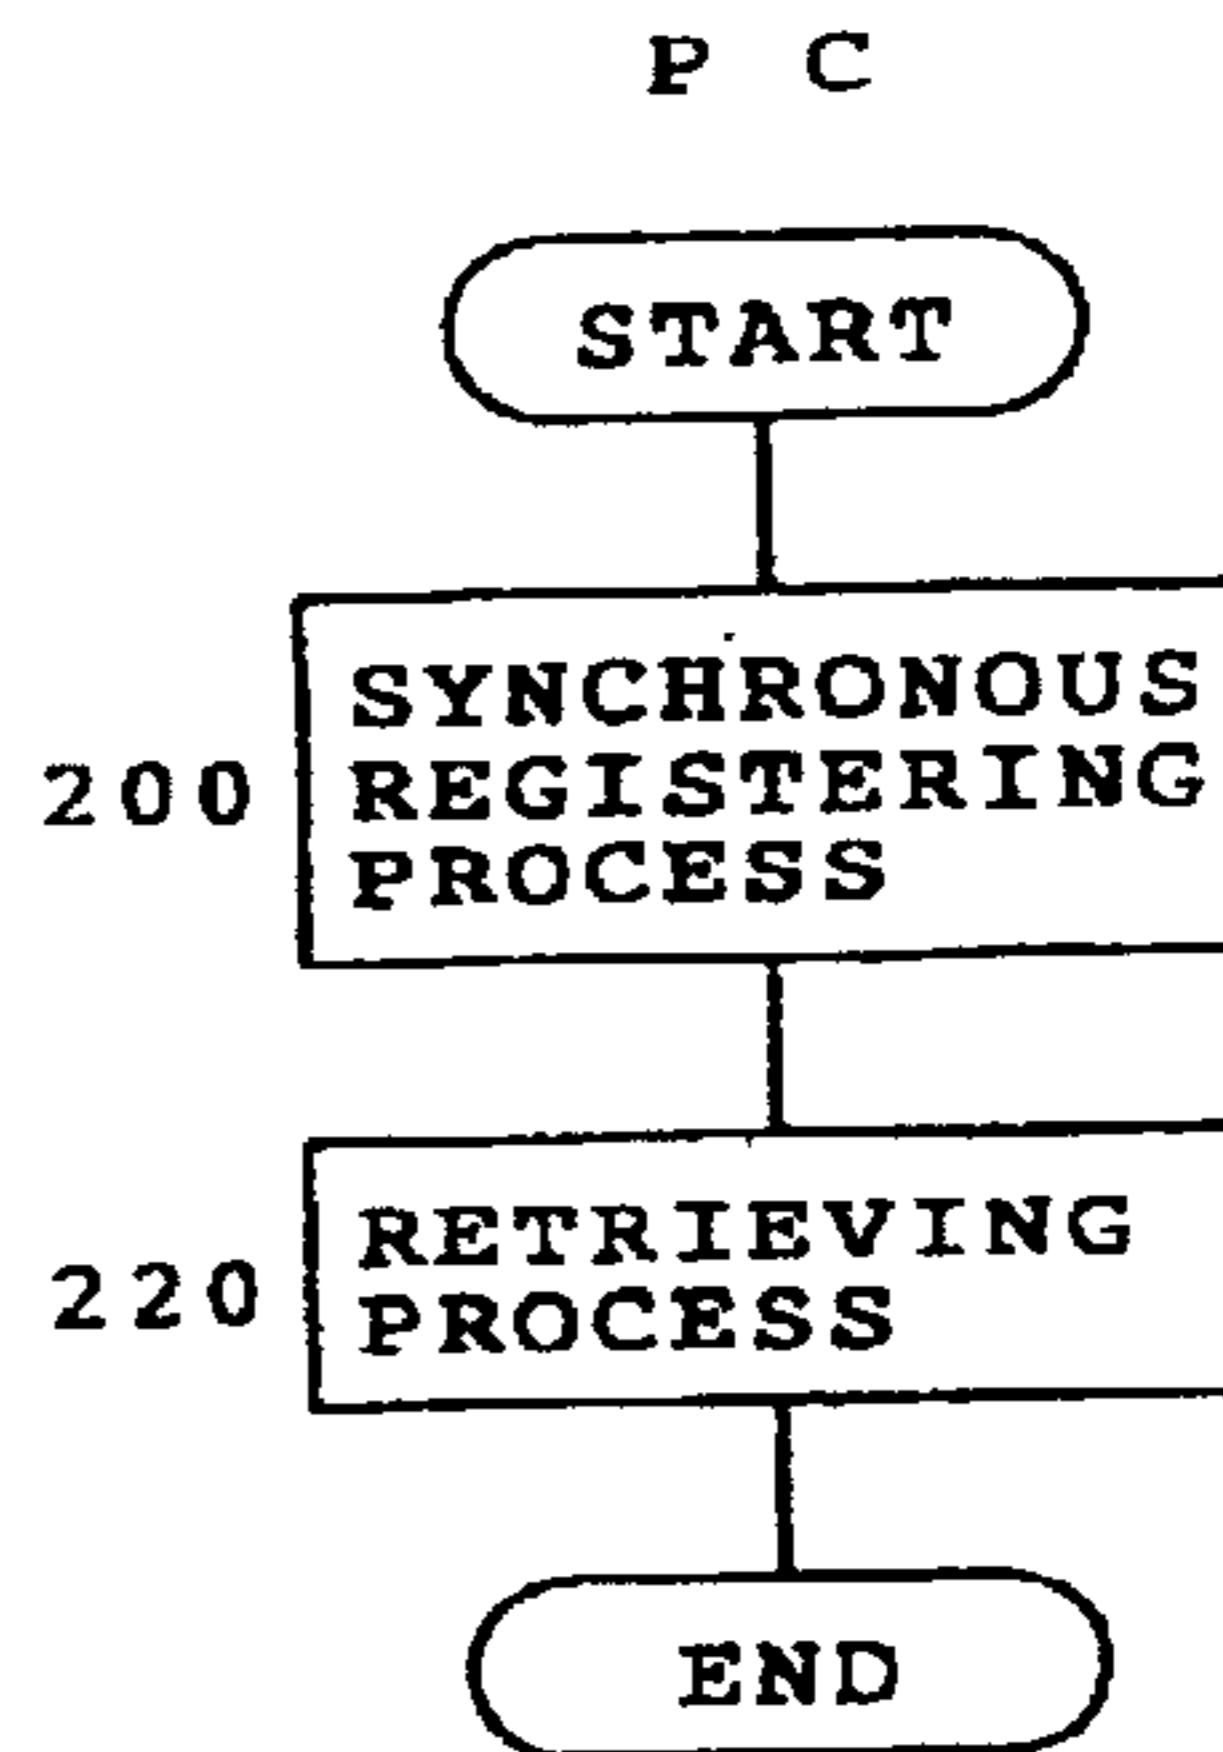 P C
START
SYNCHRONOUS
200 REGISTERING
PROCESS
RETRIEVING
220 PROCESS
END